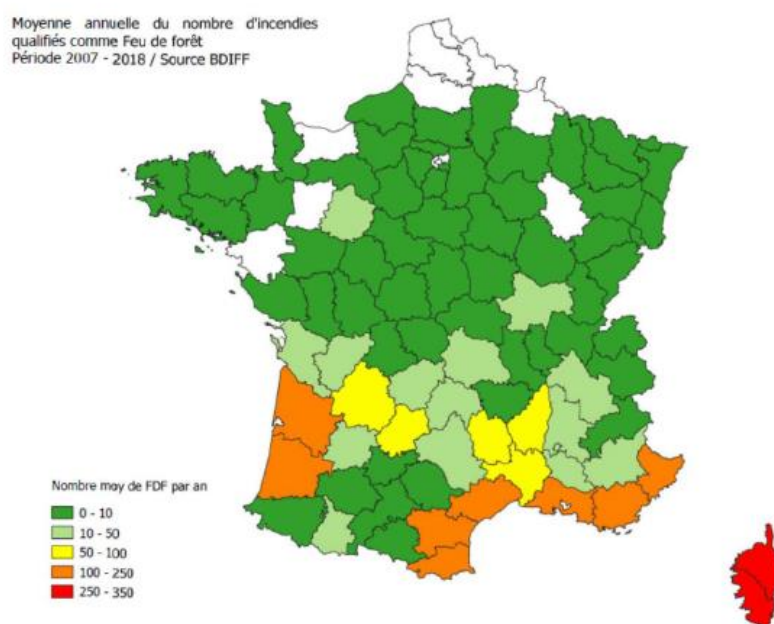 Moyenne annuelle du nombre d'incendies
qualifiés comme Feu de forêt
Période 2007 - 2018 / Source BDIFF
Nombre moy de FDF par an
0 - 10
10 - 50
50 - 100
100 - 250
250 - 350